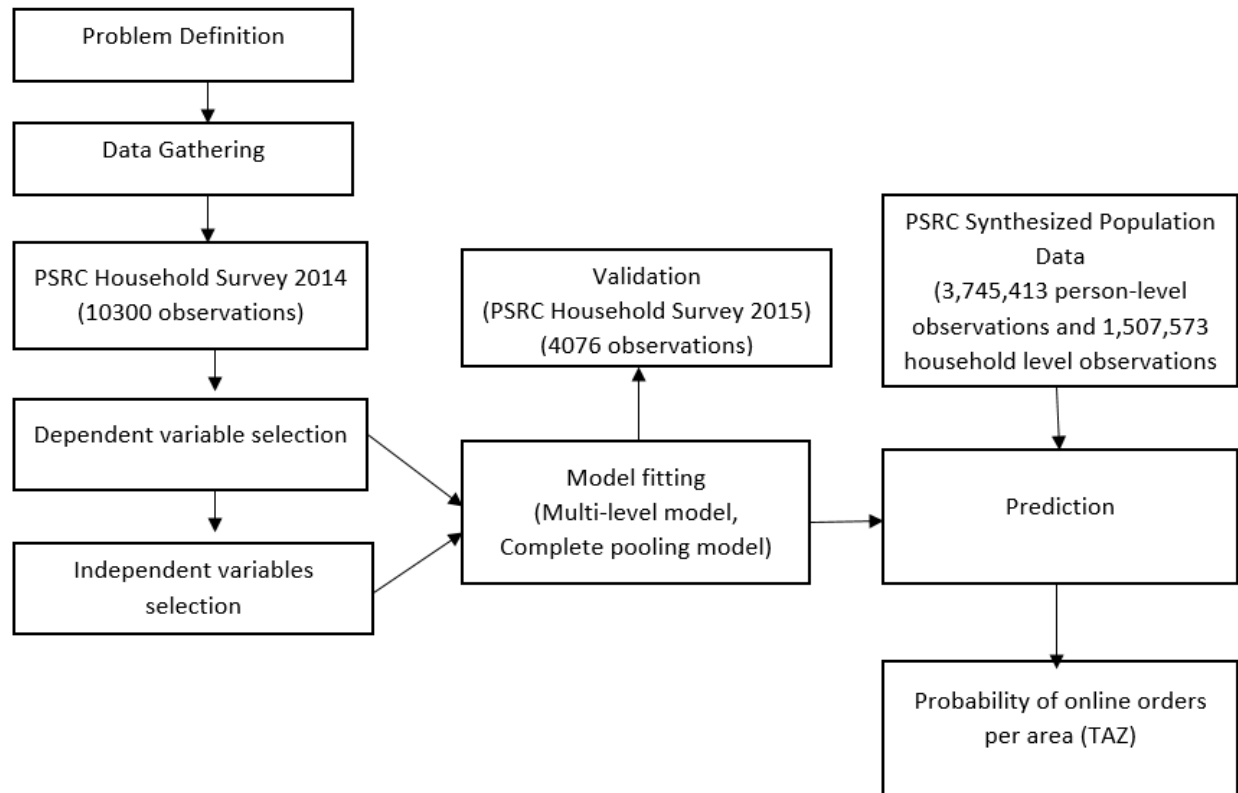 Problem Definition
Data Gathering
PSRC Household Survey 2014
(10300 observations)
Dependent variable selection
Independent variables
selection
Validation
(PSRC Household Survey 2015)
(4076 observations)
Model fitting
(Multi-level model,
Complete pooling model)
PSRC Synthesized Population
Data
(3,745,413 person-level
observations and 1,507,573
household level observations
Prediction
Probability of online orders
per area (TAZ)